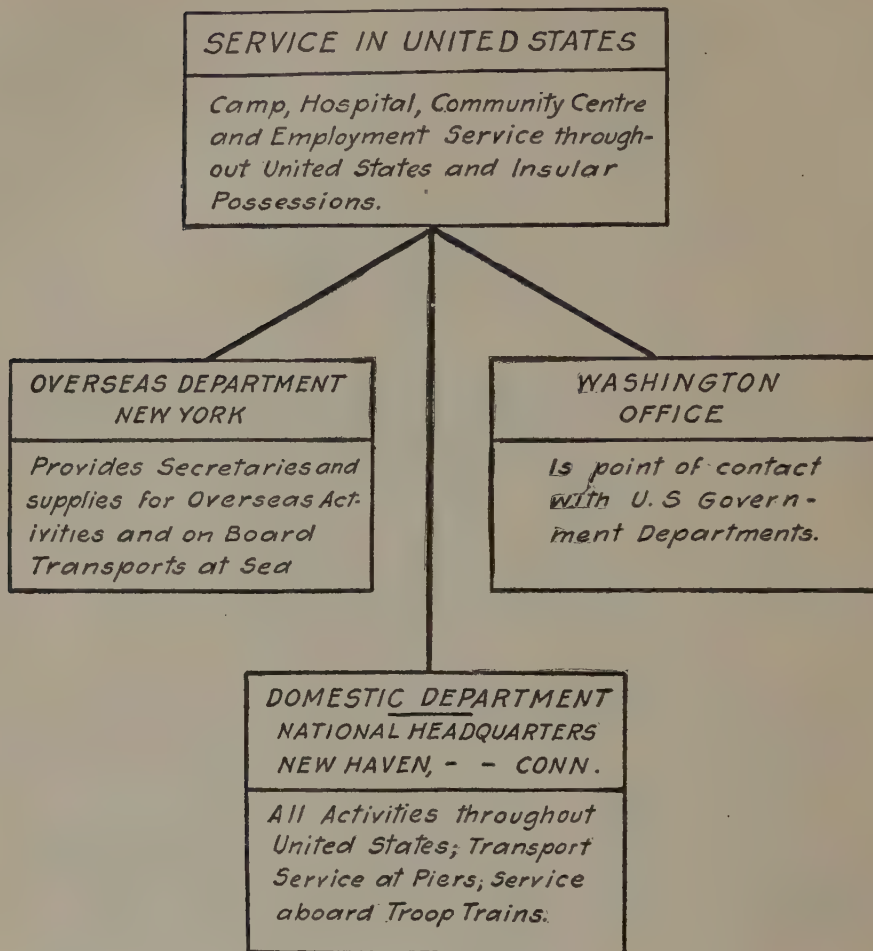 SERVICE IN UNITED STATES
Camp, Hospital, Community Centre
and Employment Service through-
out United States and Insular
Possessions.
OVERSEAS DEPARTMENT
NEW YORK
Provides Secretaries and
supplies for Overseas Act-
ivities and on Board
Transports at Sea
WASHINGTON
OFFICE
Is point of contact
with U.S Govern-
ment Departments.
DOMESTIC DEPARTMENT
NATIONAL HEADQUARTERS
NEW HAVEN, - - CONN.
All Activities throughout
United States; Transport
Service at Piers; Service
aboard Troop Trains.